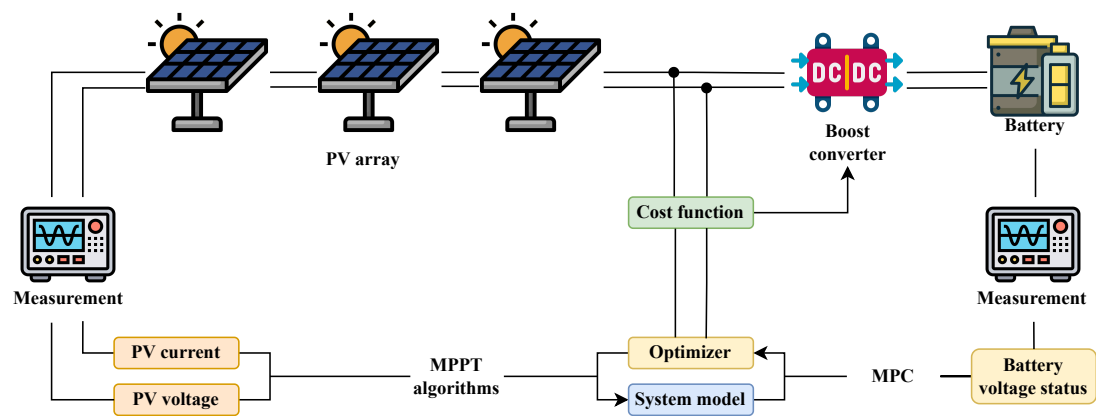 DC DC
PV array
Boost
converter
Battery
Cost function
Measurement
Measurement
PV current
PV voltage
MPPT
algorithms
Optimizer
System model
MPC
Battery
voltage status